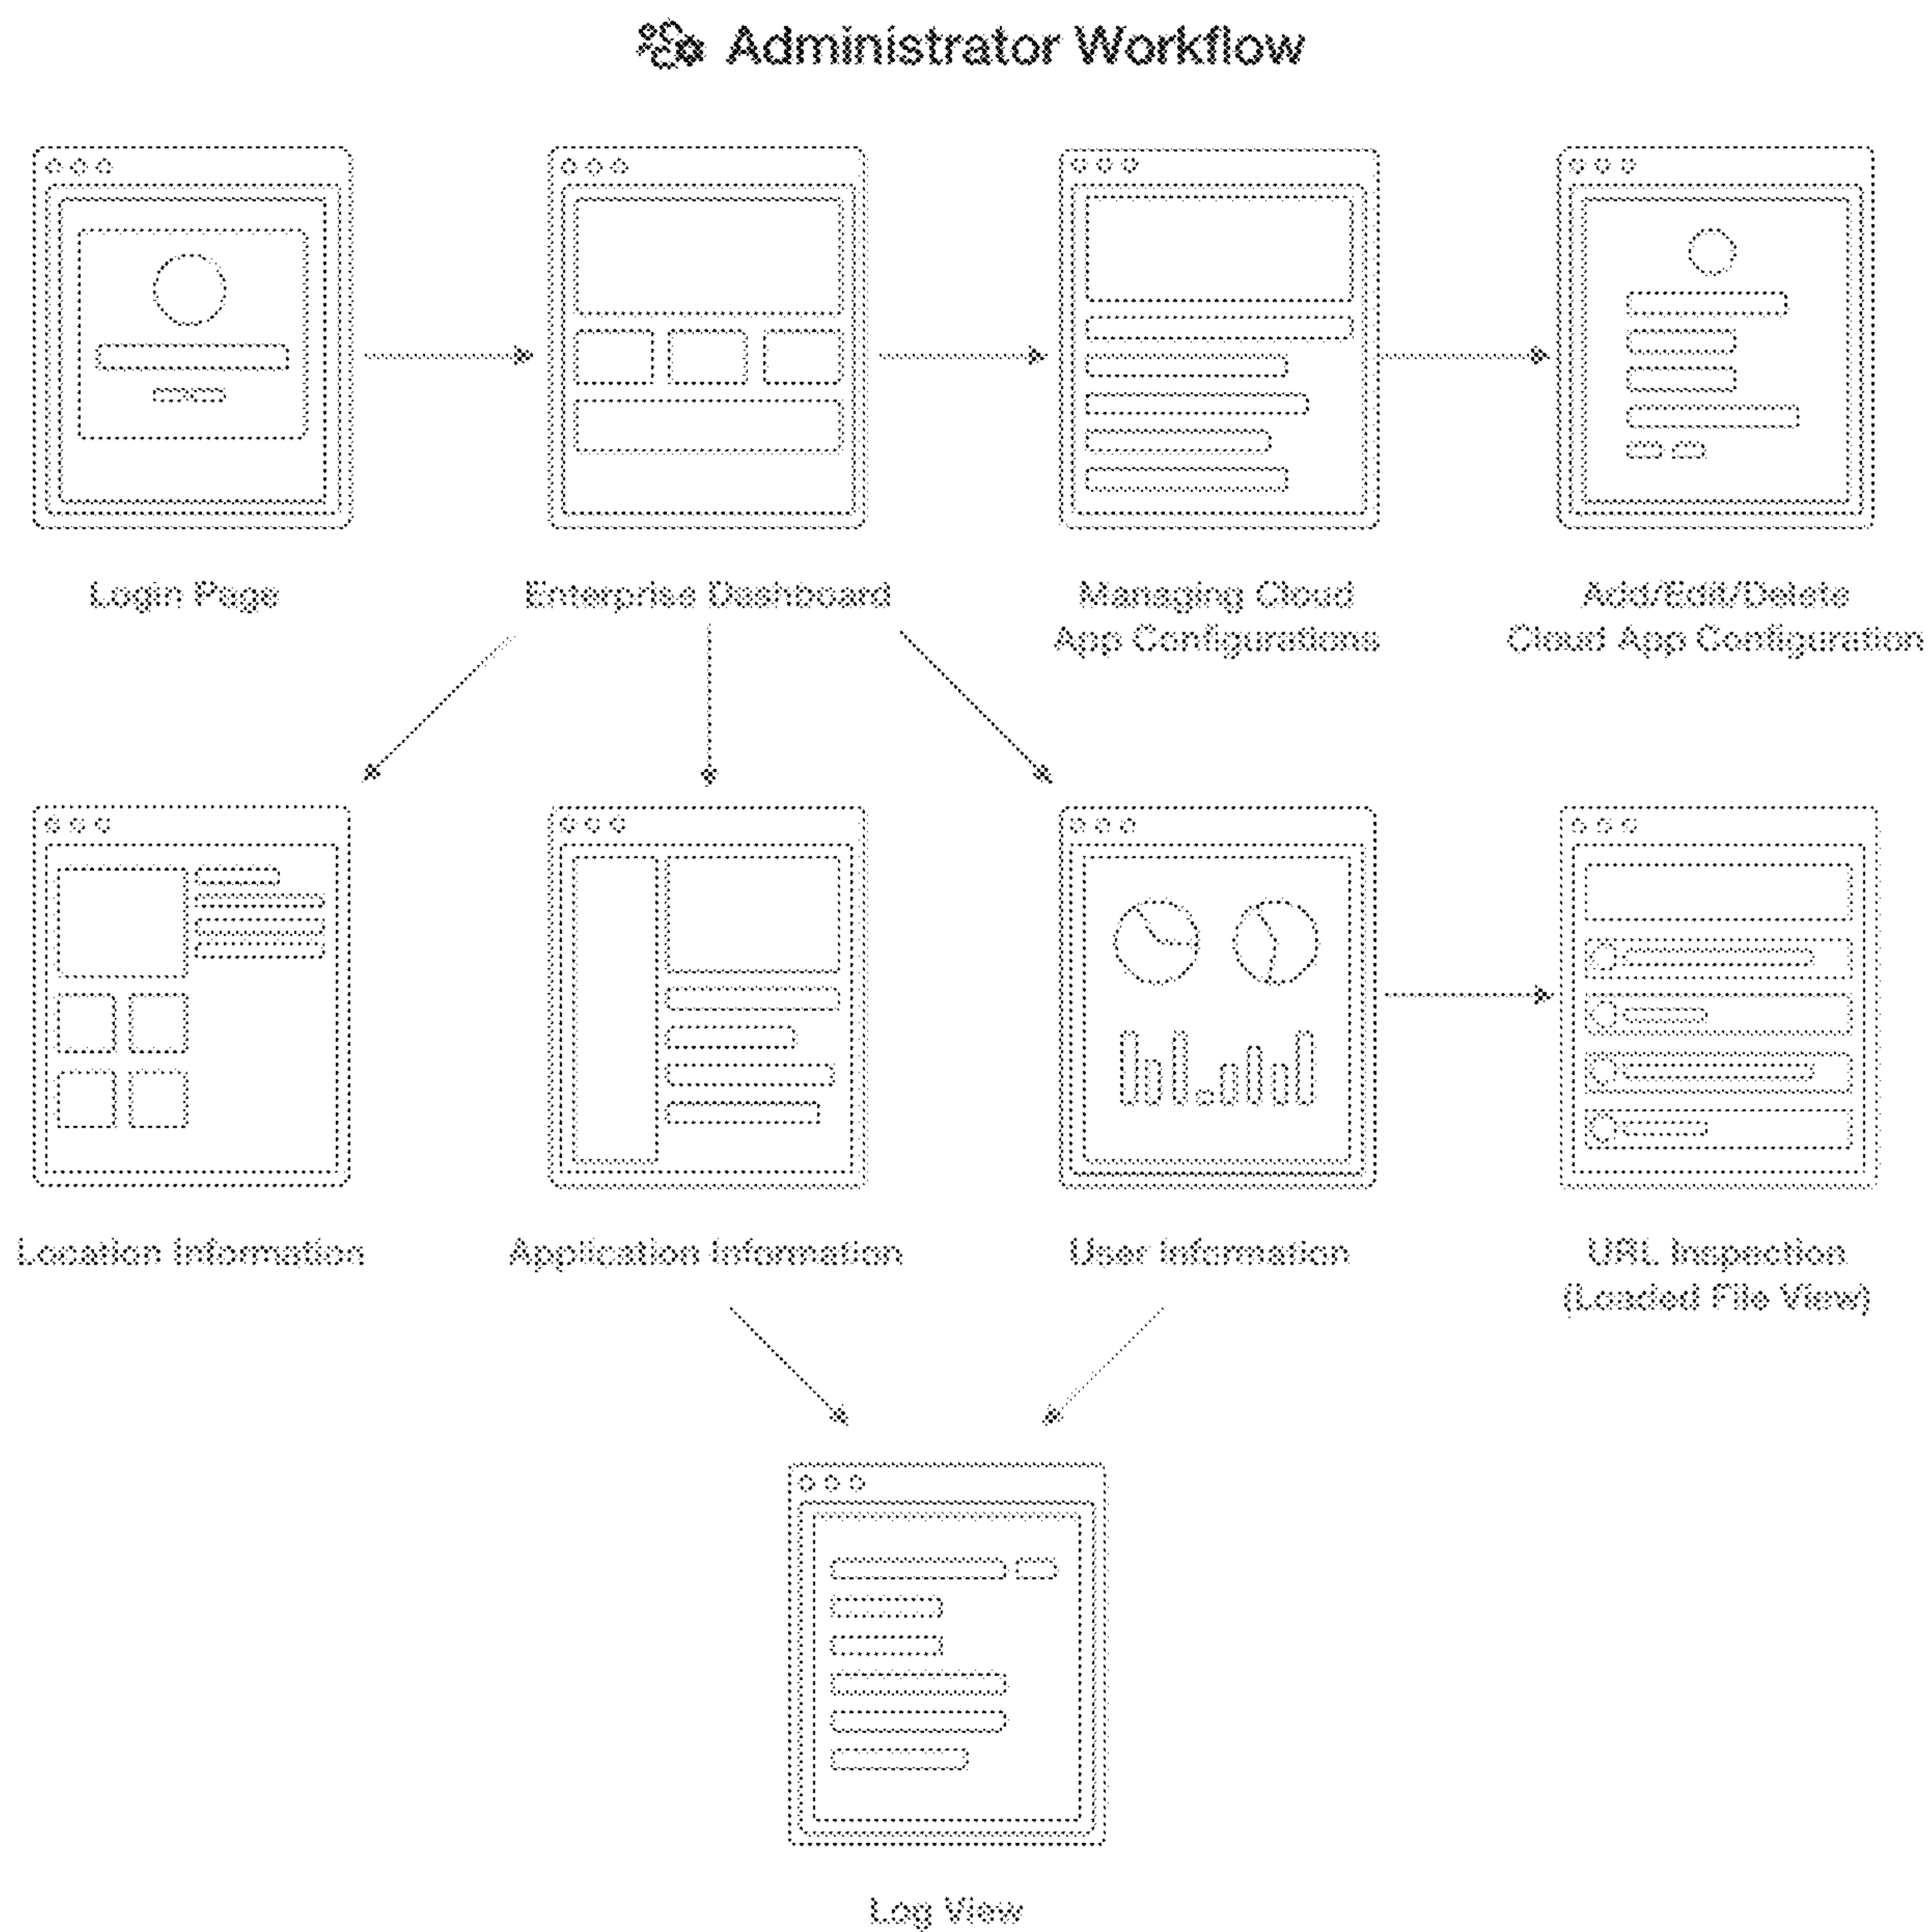 Administrator Workflow
Login Page
Enterprise Dashboard
Managing Cloud
App Configurations
Add/Edit/Delete
Cloud App Configuration
Location Information
Application Information
User Information
URL Inspection
(Loaded File View)
Log View